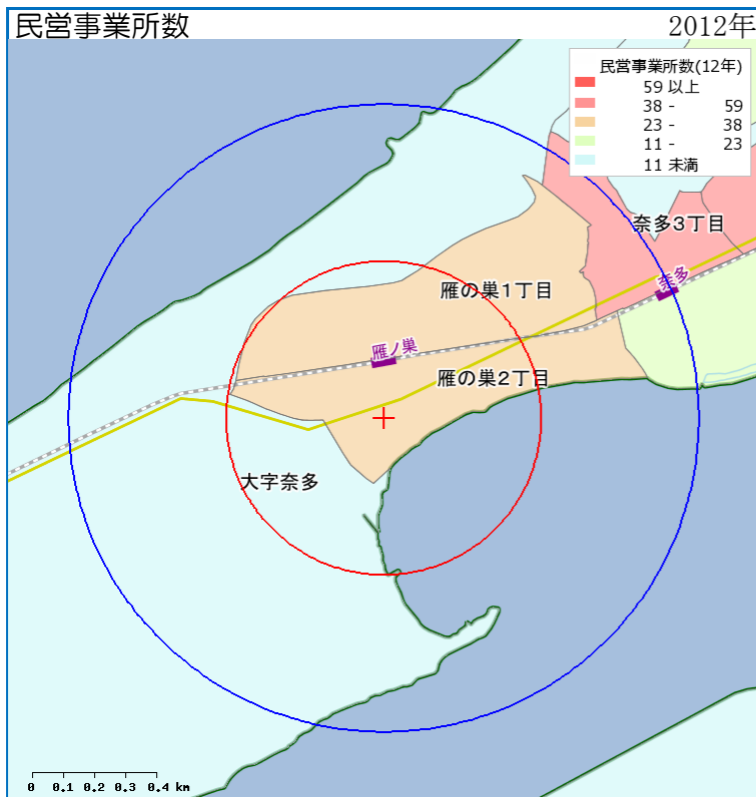 民営事業所数
2012年
民営事業所数(12年)
59 以上
38 - 59
23 - 38
11 - 23
11 未満
奈多3丁目
奈多
雁の巣1丁目
雁ノ巣
雁の巣2丁目
大字奈多
0 0.1 0.2 0.3 0.4 km